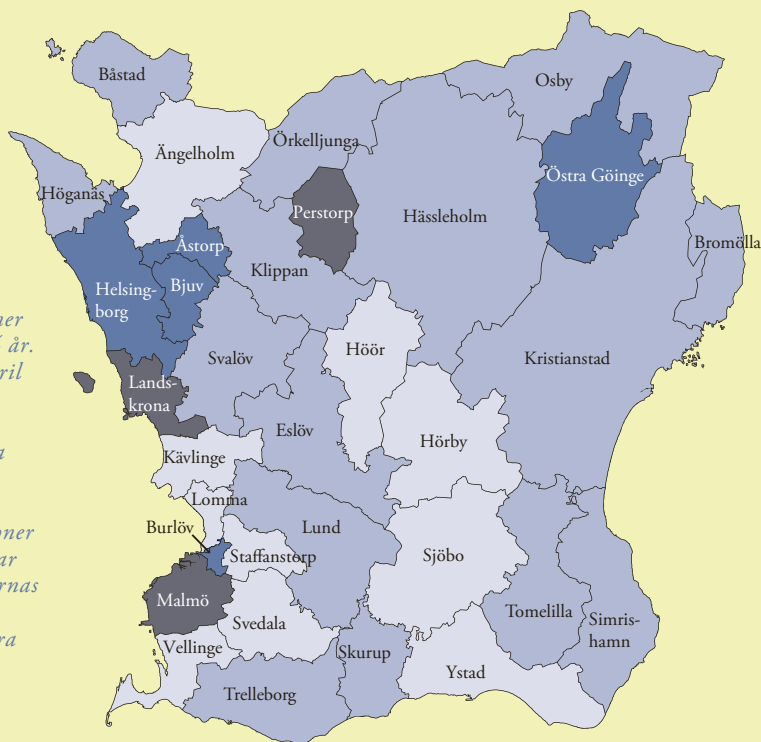 Båstad
Osby
Ängelholm
Örkelljunga
Östra Göinge
Höganäs
Perstorp
Hässleholm
Bromölla
Åstorp
Klippan
Helsing-
borg
Bjuv
år.
Svalöv
Höör
Kristianstad
Lands-
krona
Eslöv
Hörby
Kävlinge
Lomma
Burlöv
Lund
Staffanstorp
Sjöbo
Malmö
Tomelilla
Svedala
Simris-
hamn
Vellinge
Skurup
Ystad
Trelleborg